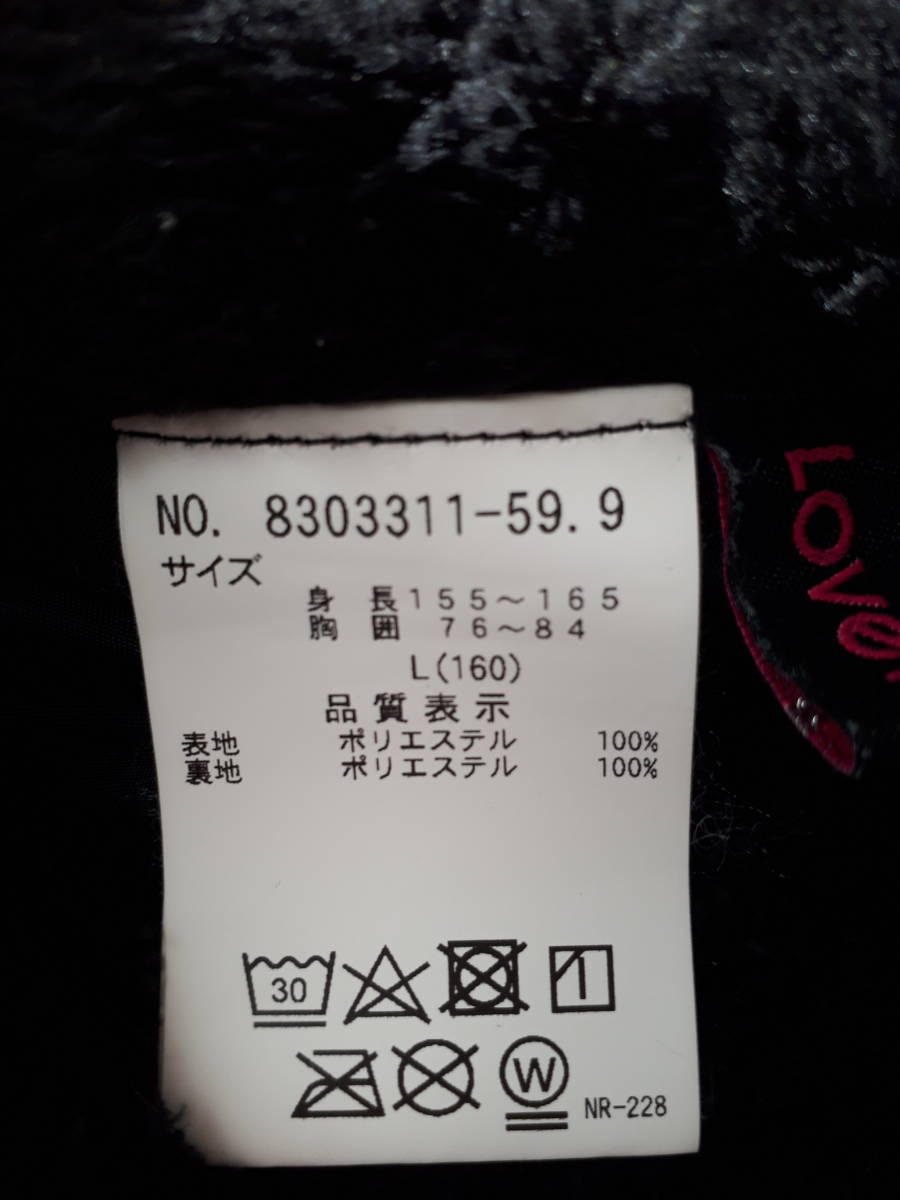 NO. 8303311-59.9
サイズ
身 長155～165
胸 囲 76～84
L(160)
品質表示
表地 ポリエステル 100%
裏地 ポリエステル 100%
30
W
NR-228